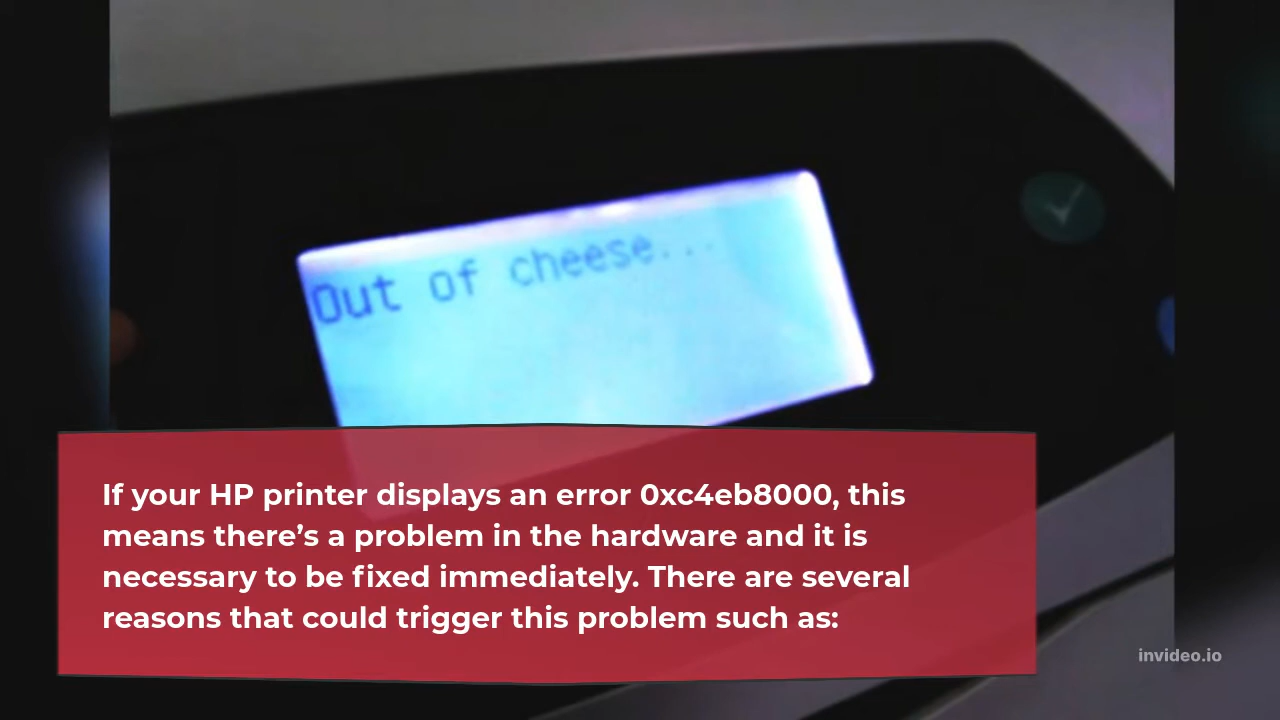 Out of cheese...
If your HP printer displays an error 0xc4eb8000, this
means there’s a problem in the hardware and it is
necessary to be fixed immediately. There are several
reasons that could trigger this problem such as:
invideo.io